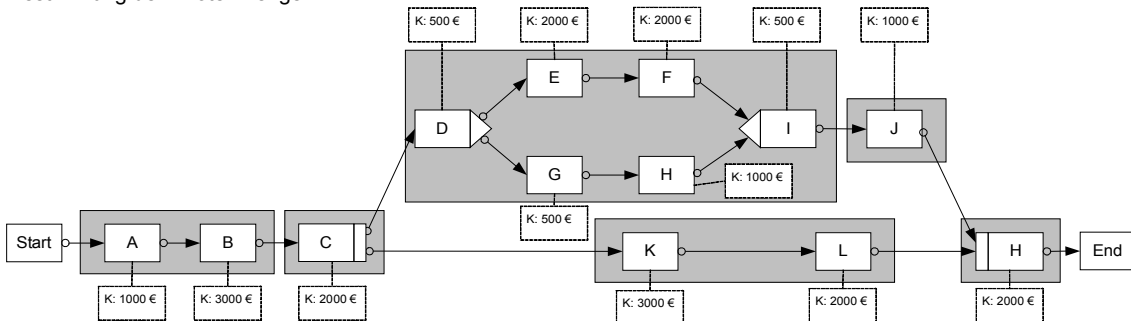 K: 500 €
K: 2000 €
K: 2000 €
K: 500 €
K: 1000 €
E
F
D
I
J
G
H
K: 1000 €
K: 500 €
Start
A
B
C
K
L
H
End
K: 1000 €
K: 3000 €
K: 2000 €
K: 3000 €
K: 2000 €
K: 2000 €